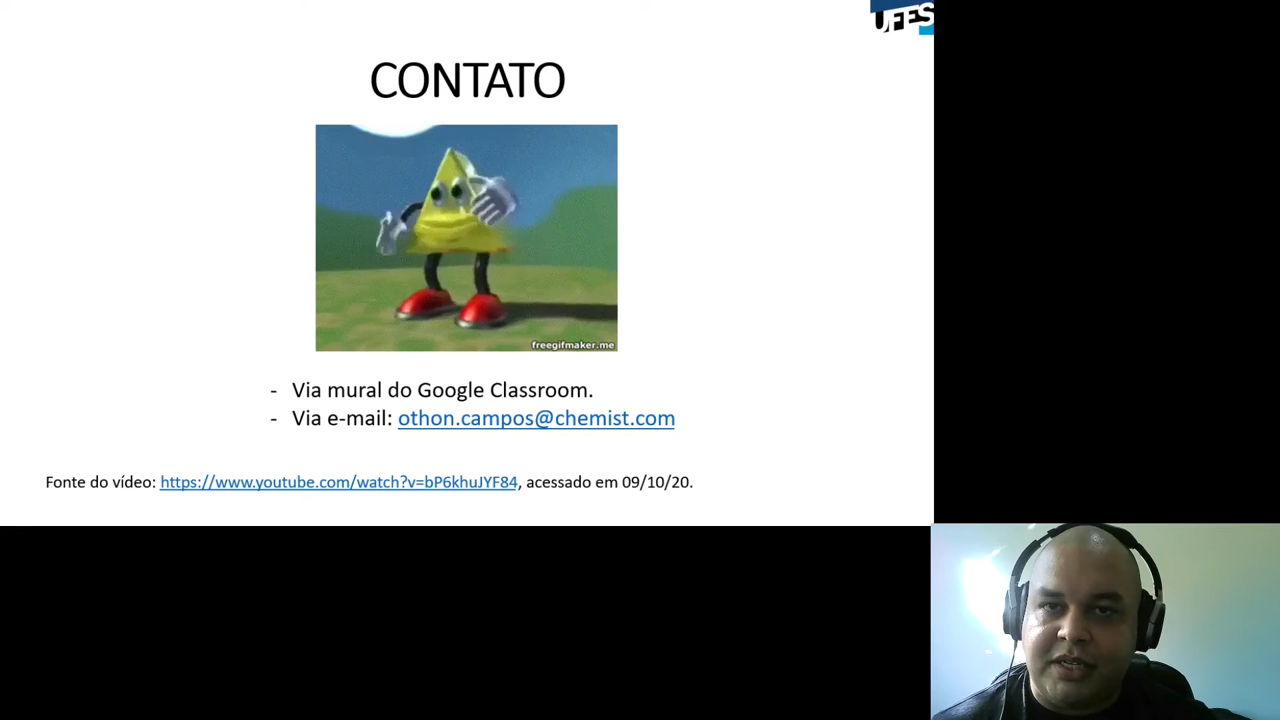 UFES
CONTATO
freegifmaker.me
- Via mural do Google Classroom.
- Via e-mail: othon.campos@chemist.com
Fonte do vídeo: https://www.youtube.com/watch?v=bP6khuJYF84, acessado em 09/10/20.